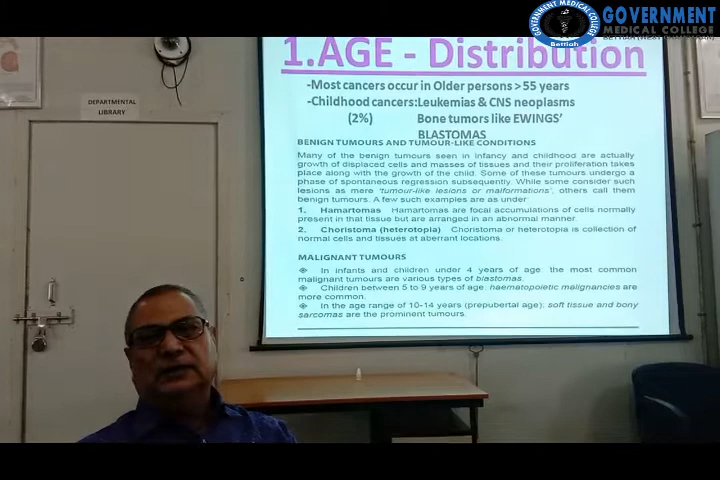 GOVERNMENT
MEDICAL COLLEGE
GOVERNMENT MEDICAL COLLEGE
Bettiah
DEPARTMENTAL
LIBRARY
1.AGE - Distribution
-Most cancers occur in Older persons > 55 years
-Childhood cancers:Leukemias & CNS neoplasms
(2%) Bone tumors like EWINGS'
BLASTOMAS
BENIGN TUMOURS AND TUMOUR-LIKE CONDITIONS
Many of the benign tumours seen in infancy and childhood are actually
growth of displaced cells and masses of tissues and their proliferation takes
place along with the growth of the child. Some of these tumours undergo a
phase of spontaneous regression subsequently. While some consider such
lesions as mere 'tumour-like lesions or malformations', others call them
benign tumours. A few such examples are as under:
1. Hamartomas Hamartomas are focal accumulations of cells normally
present in that tissue but are arranged in an abnormal manner
2. Choristoma (heterotopia) Choristoma or heterotopia is collection of
normal cells and tissues at aberrant locations.
MALIGNANT TUMOURS
❖ In infants and children under 4 years of age: the most common
malignant tumours are various types of blastomas.
❖ Children between 5 to 9 years of age: haematopoietic malignancies are
more common.
❖ In the age range of 10-14 years (prepubertal age): soft tissue and bony
sarcomas are the prominent tumours.